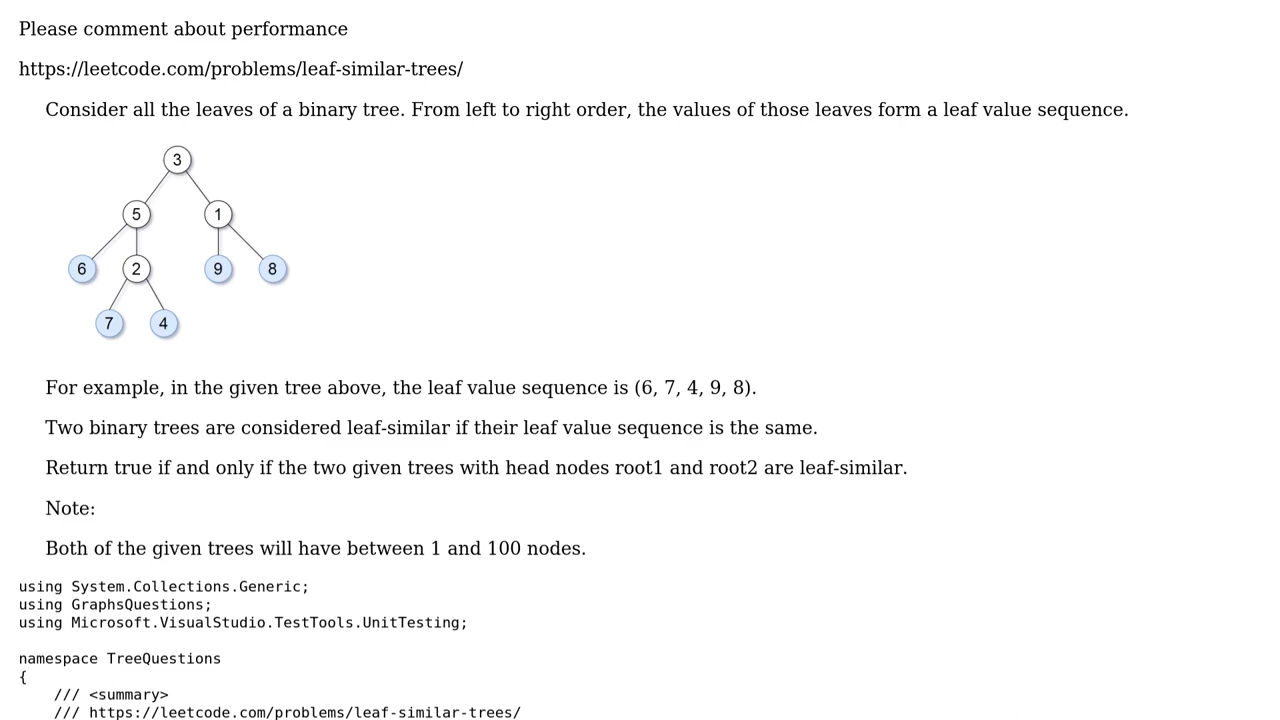 Please comment about performance
https://leetcode.com/problems/leaf-similar-trees/
Consider all the leaves of a binary tree. From left to right order, the values of those leaves form a leaf value sequence.
3
5 1
6 2 9 8
7 4
For example, in the given tree above, the leaf value sequence is (6, 7, 4, 9, 8).
Two binary trees are considered leaf-similar if their leaf value sequence is the same.
Return true if and only if the two given trees with head nodes root1 and root2 are leaf-similar.
Note:
Both of the given trees will have between 1 and 100 nodes.
using System.Collections.Generic;
using GraphsQuestions;
using Microsoft.VisualStudio.TestTools.UnitTesting;
namespace TreeQuestions
{
/// <summary>
/// https://leetcode.com/problems/leaf-similar-trees/